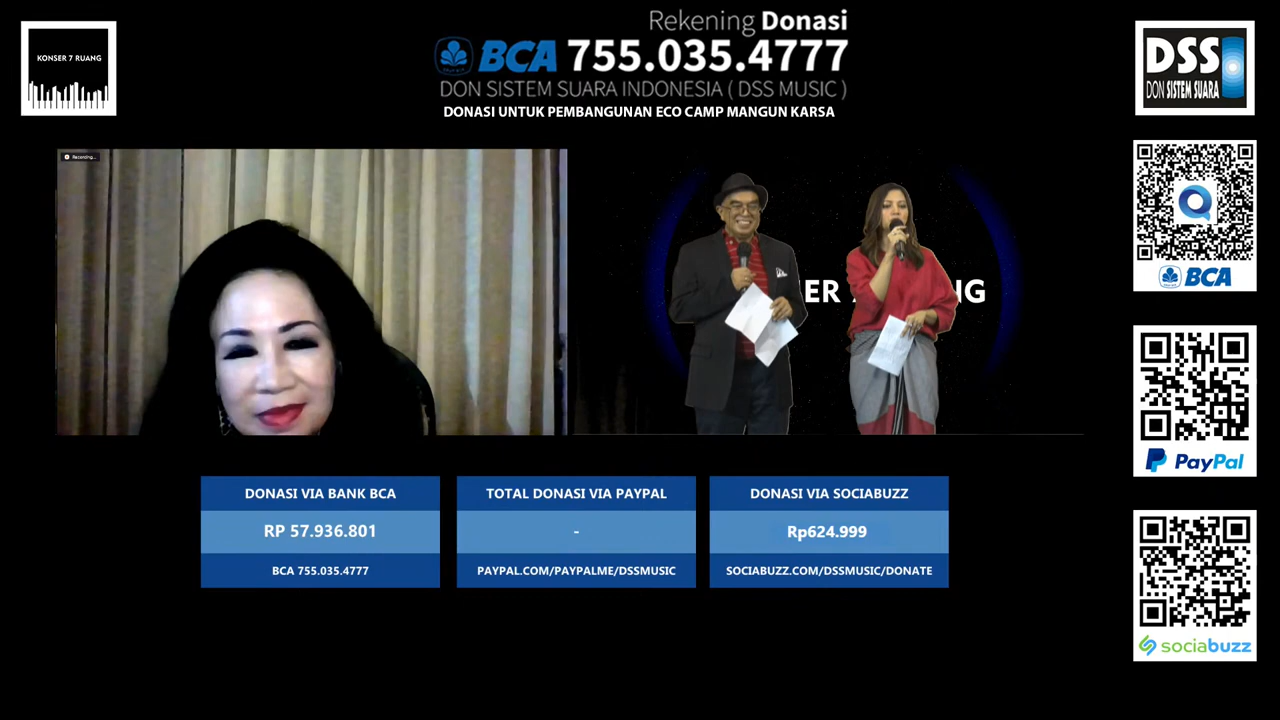 KONSER 7 RUANG
Rekening Donasi
BCA 755.035.4777
DON SISTEM SUARA INDONESIA ( DSS MUSIC )
DONASI UNTUK PEMBANGUNAN ECO CAMP MANGUN KARSA
DSS
DON SISTEM SUARA
Recording...
ER
NG
BCA
PayPal
sociabuzz
DONASI VIA BANK BCA
RP 57.936.801
BCA 755.035.4777
TOTAL DONASI VIA PAYPAL
-
PAYPAL.COM/PAYPALME/DSSMUSIC
DONASI VIA SOCIABUZZ
Rp624.999
SOCIABUZZ.COM/DSSMUSIC/DONATE